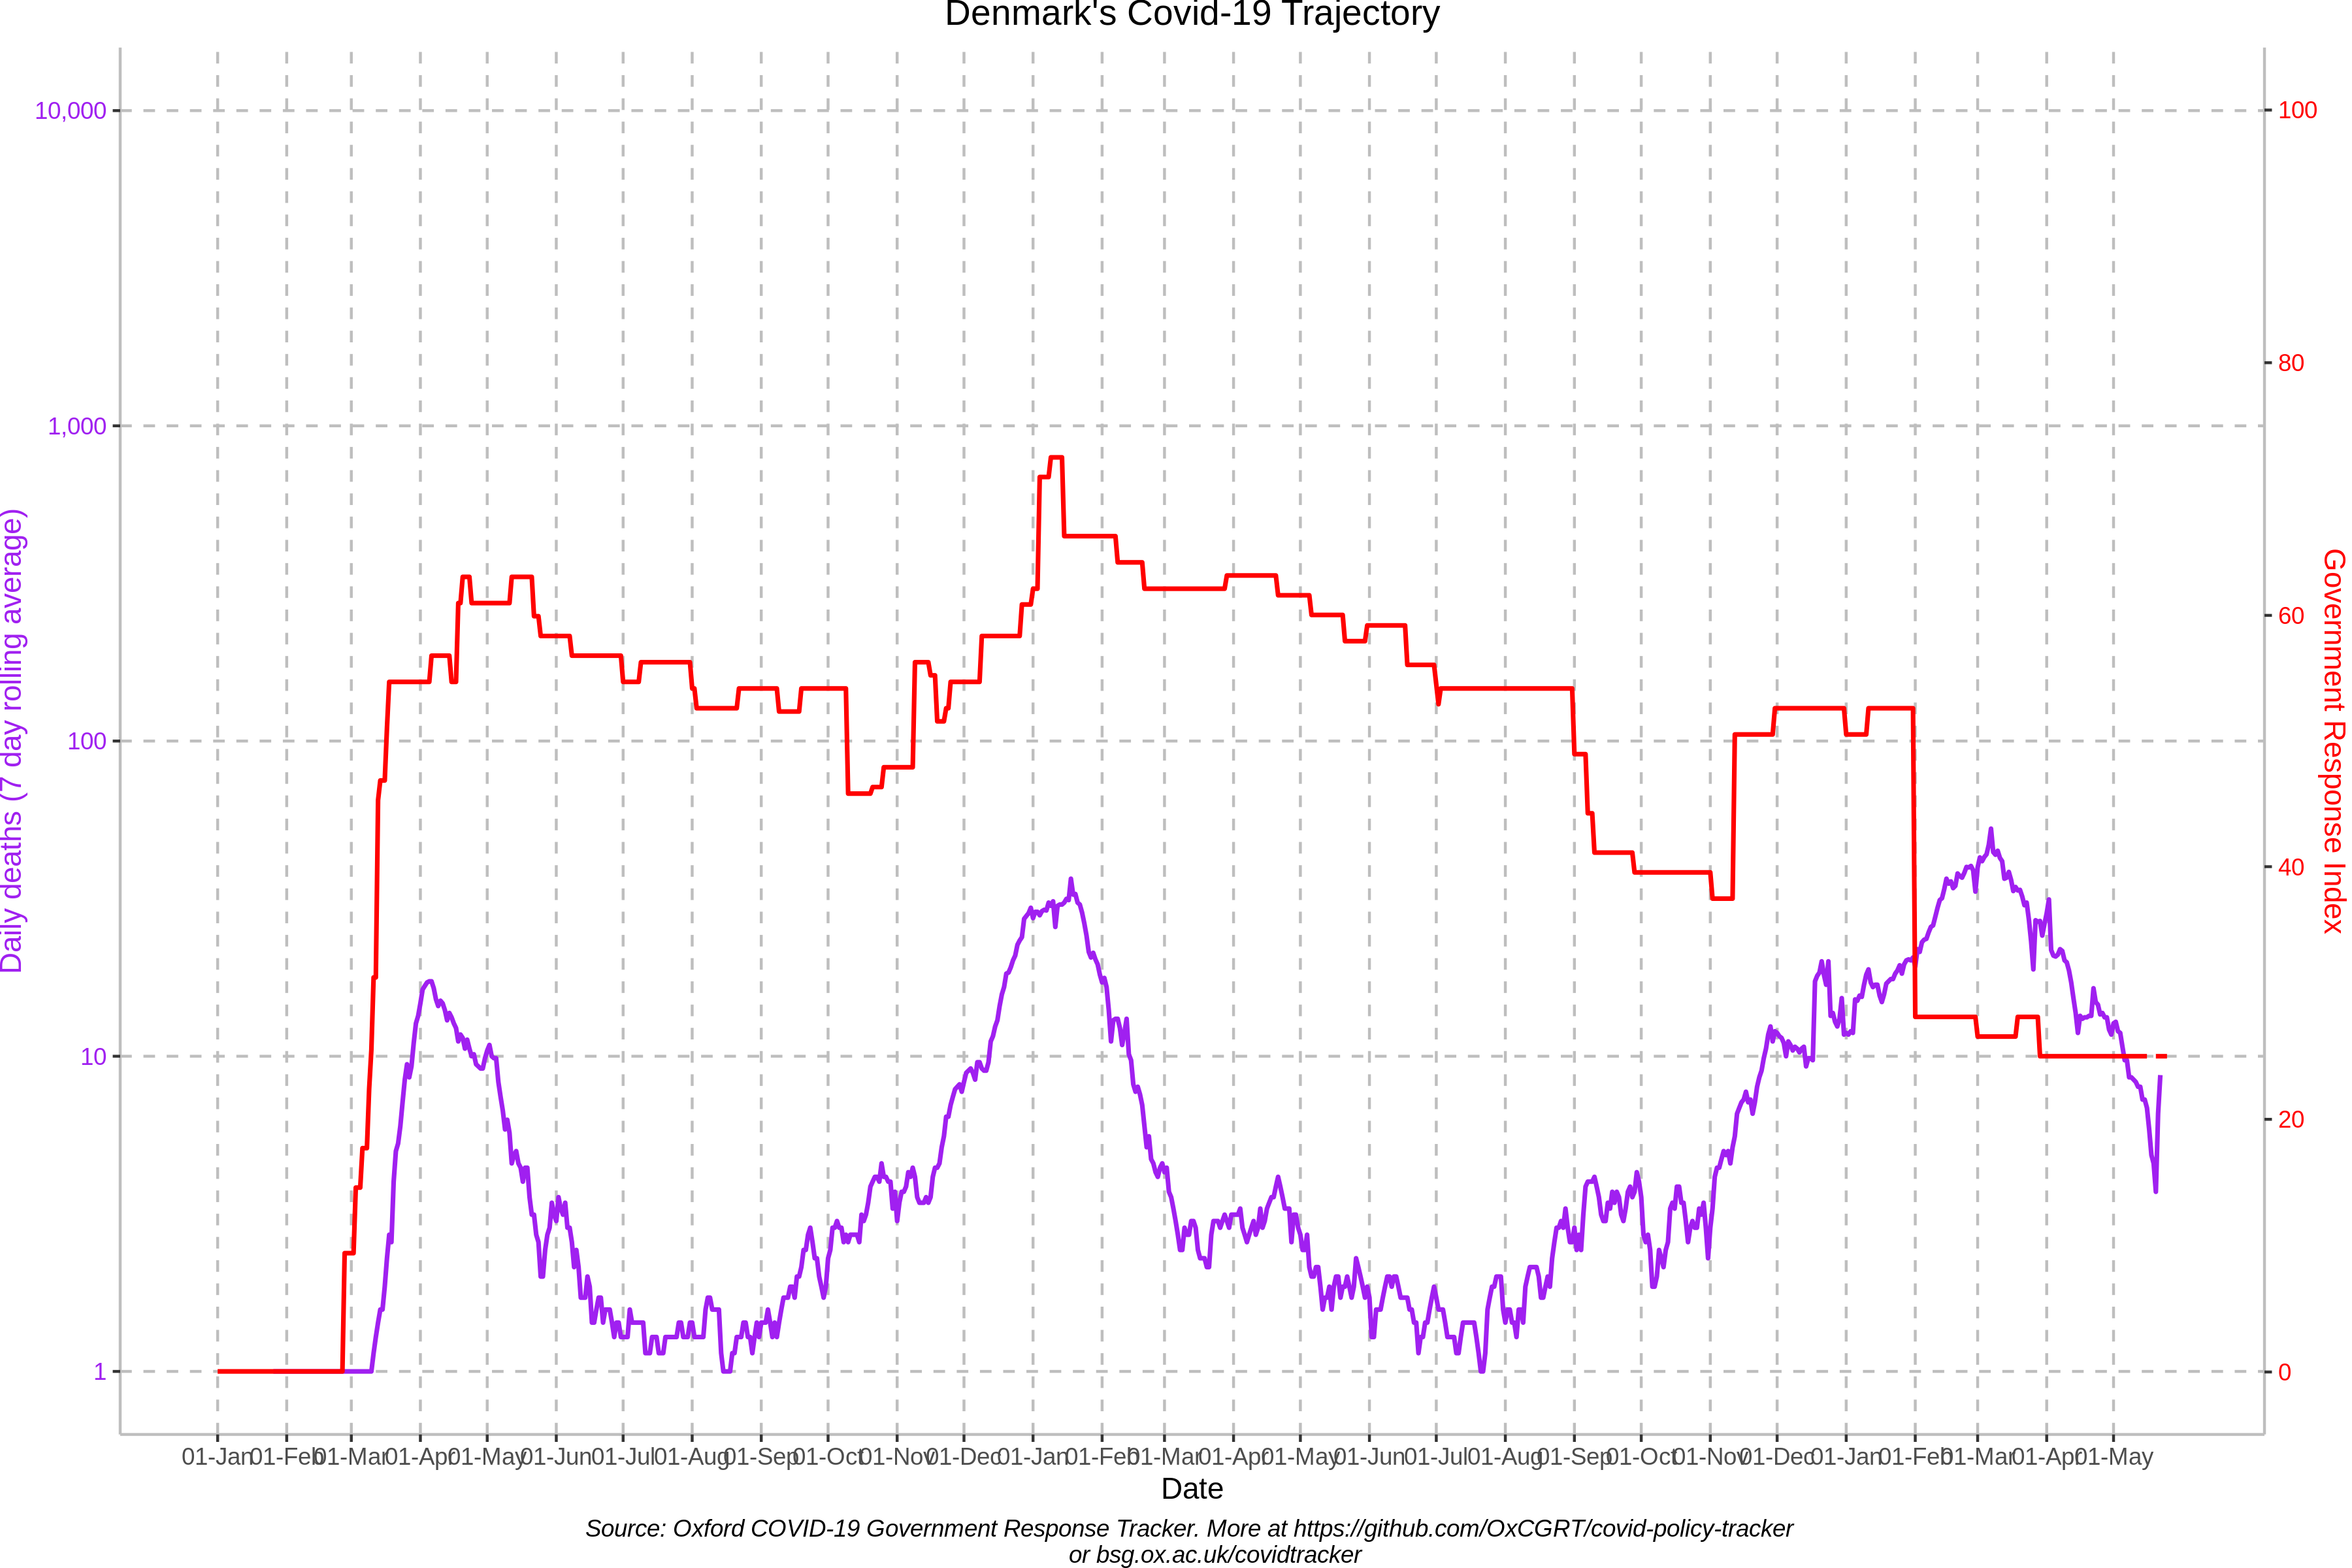 Denmark's Covid-19 Trajectory
10,000
1,000
100
10
1
Daily deaths (7 day rolling average)
100
80
60
40
20
0
Government Response Index
01-Jan 01-Feb 01-Mar 01-Apr 01-May 01-Jun 01-Jul 01-Aug 01-Sep 01-Oct 01-Nov 01-Dec 01-Jan 01-Feb 01-Mar 01-Apr 01-May 01-Jun 01-Jul 01-Aug 01-Sep 01-Oct 01-Nov 01-Dec 01-Jan 01-Feb 01-Mar 01-Apr 01-May
Date
Source: Oxford COVID-19 Government Response Tracker. More at https://github.com/OxCGRT/covid-policy-tracker
or bsg.ox.ac.uk/covidtracker